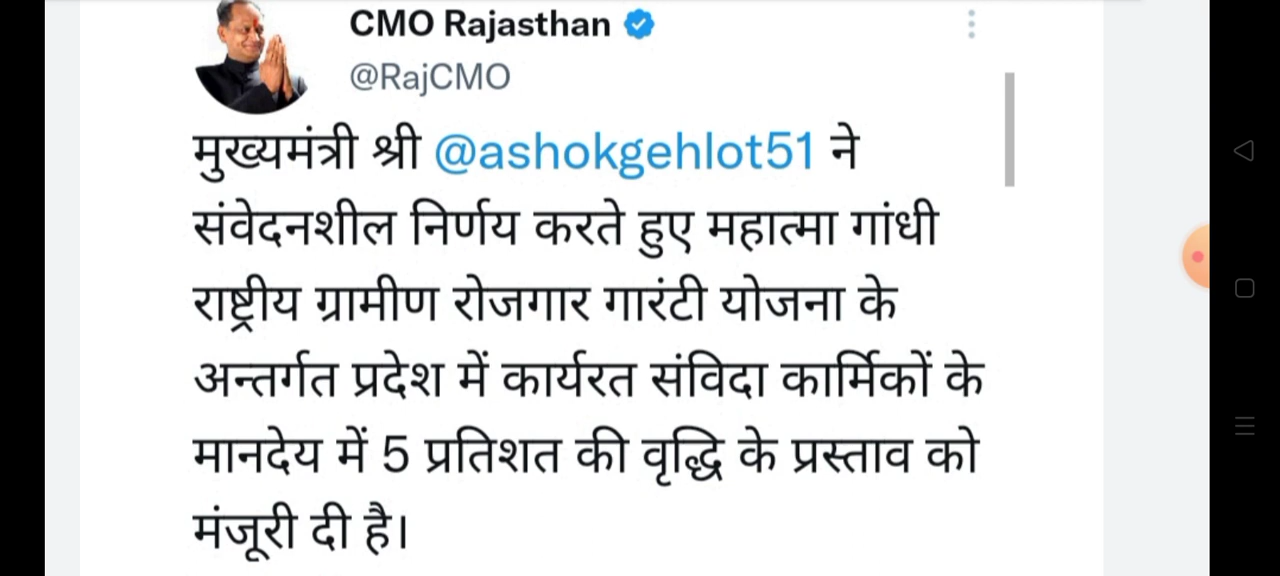 CMO Rajasthan
@RajCMO
मुख्यमंत्री श्री @ashokgehlot51 ने
संवेदनशील निर्णय करते हुए महात्मा गांधी
राष्ट्रीय ग्रामीण रोजगार गारंटी योजना के
अन्तर्गत प्रदेश में कार्यरत संविदा कार्मिकों के
मानदेय में 5 प्रतिशत की वृद्धि के प्रस्ताव को
मंजूरी दी है।